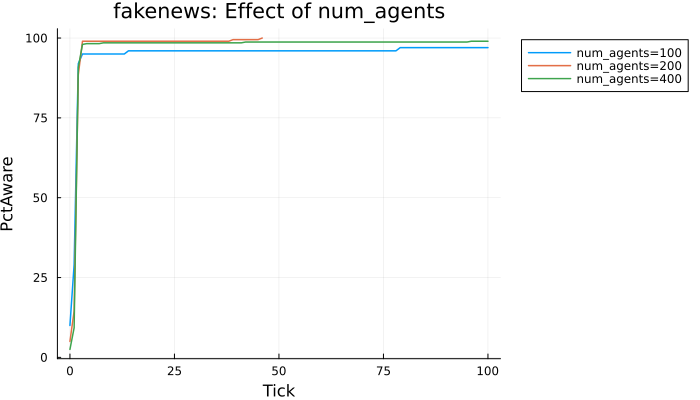 fakenews: Effect of num_agents
num_agents=100
num_agents=200
num_agents=400
PctAware
100
75
50
25
0
0 25 50 75 100
Tick